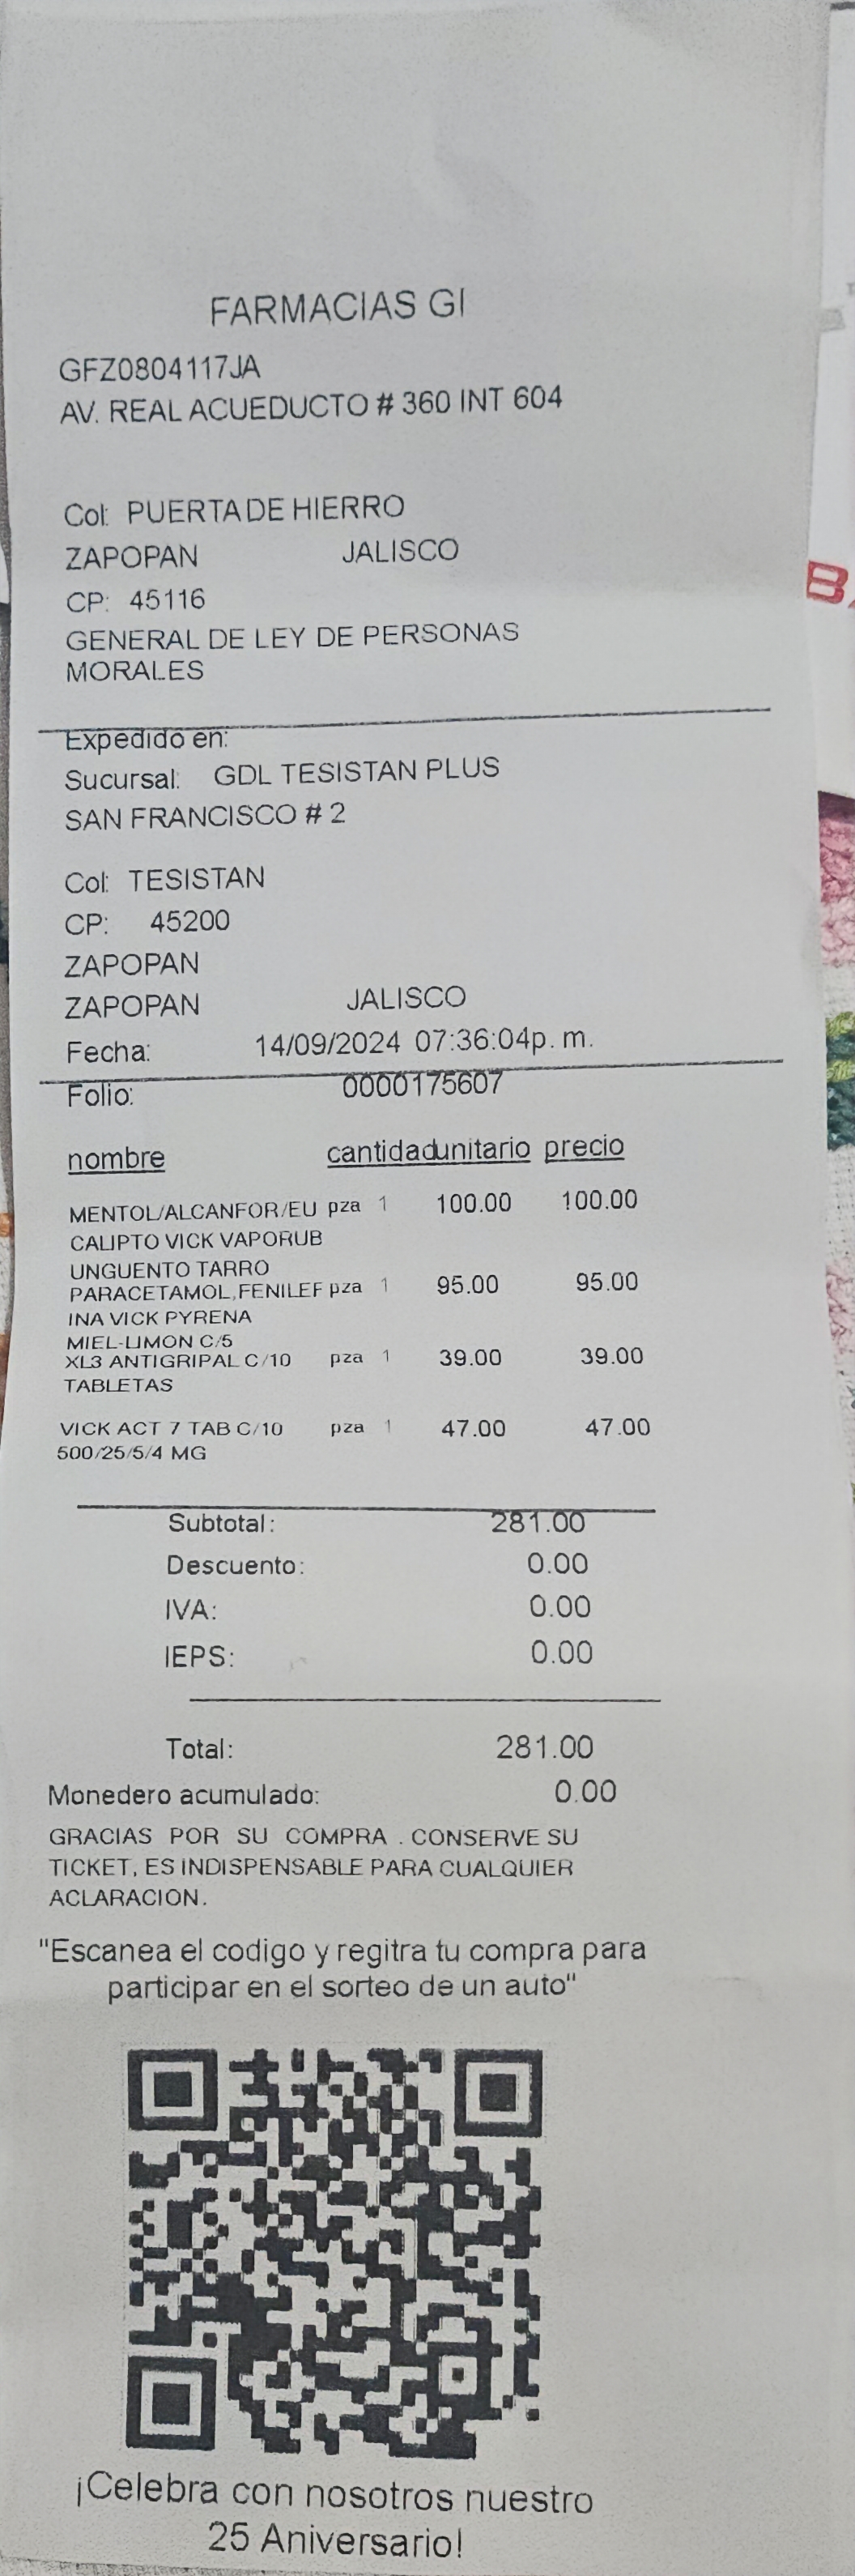 FARMACIAS GI
GFZ0804117JA
AV. REAL ACUEDUCTO # 360 INT 604
Col: PUERTA DE HIERRO
ZAPOPAN JALISCO
CP: 45116
GENERAL DE LEY DE PERSONAS
MORALES
Expedido en:
Sucursal: GDL TESISTAN PLUS
SAN FRANCISCO # 2
Col: TESISTAN
CP: 45200
ZAPOPAN
ZAPOPAN JALISCO
Fecha: 14/09/2024 07:36:04p. m.
Folio: 0000175607
nombre cantidad unitario precio
MENTOL/ALCANFOR/EU pza 1 100.00 100.00
CALIPTO VICK VAPORUB
UNGUENTO TARRO
PARACETAMOL,FENILEF pza 1 95.00 95.00
INA VICK PYRENA
MIEL-LIMON C/5
XL3 ANTIGRIPAL C/10 pza 1 39.00 39.00
TABLETAS
VICK ACT 7 TAB C/10 pza 1 47.00 47.00
500/25/5/4 MG
Subtotal: 281.00
Descuento: 0.00
IVA: 0.00
IEPS: 0.00
Total: 281.00
Monedero acumulado: 0.00
GRACIAS POR SU COMPRA . CONSERVE SU
TICKET, ES INDISPENSABLE PARA CUALQUIER
ACLARACION.
"Escanea el codigo y regitra tu compra para
participar en el sorteo de un auto"
¡Celebra con nosotros nuestro
25 Aniversario!